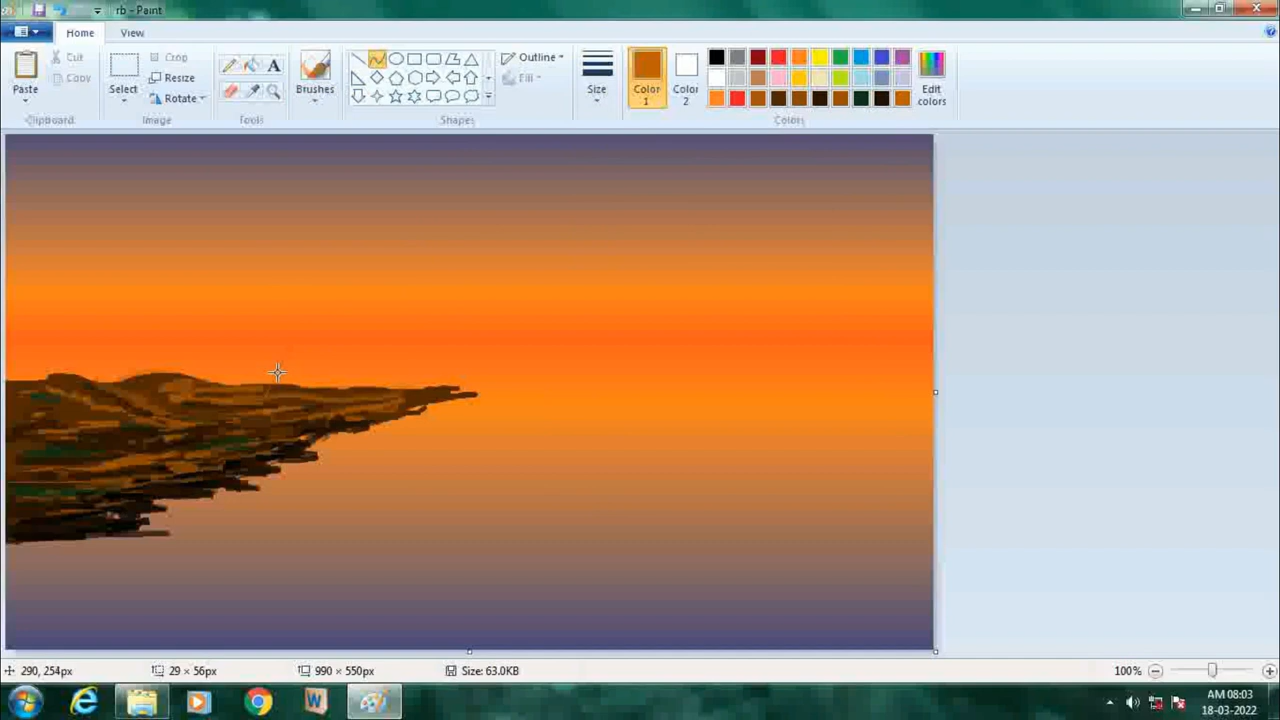 rb - Paint
Home View
Paste
Cut
Copy
Clipboard
Select
Crop
Resize
Rotate
Image
Tools
Brushes
Outline
Fill
Shapes
Size
Color 1
Color 2
Edit colors
Colors
290, 254px
29 × 56px
990 × 550px
Size: 63.0KB
100%
AM 08:03
18-03-2022